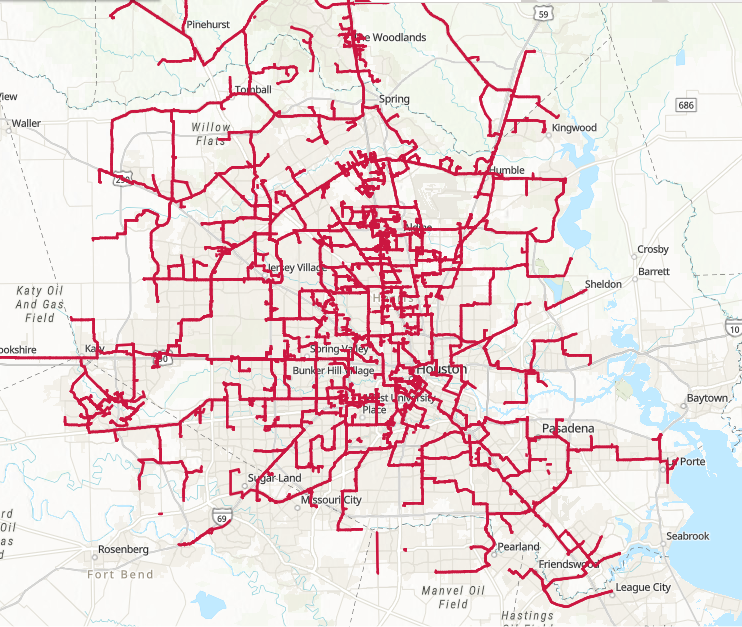 Pinehurst
The Woodlands
59
Tomball
Spring
686
Waller
Willow
Flats
Kingwood
290
Humble
Crosby
Barrett
Jersey Village
Sheldon
Katy Oil
And Gas
Field
10
Katy
Spring Valley
Bunker Hill Village
Houston
Baytown
Place
Pasadena
Sugar Land
Missouri City
69
Seabrook
Pearland
Rosenberg
Fort Bend
Friendswood
League City
Manvel Oil
Field
Hastings